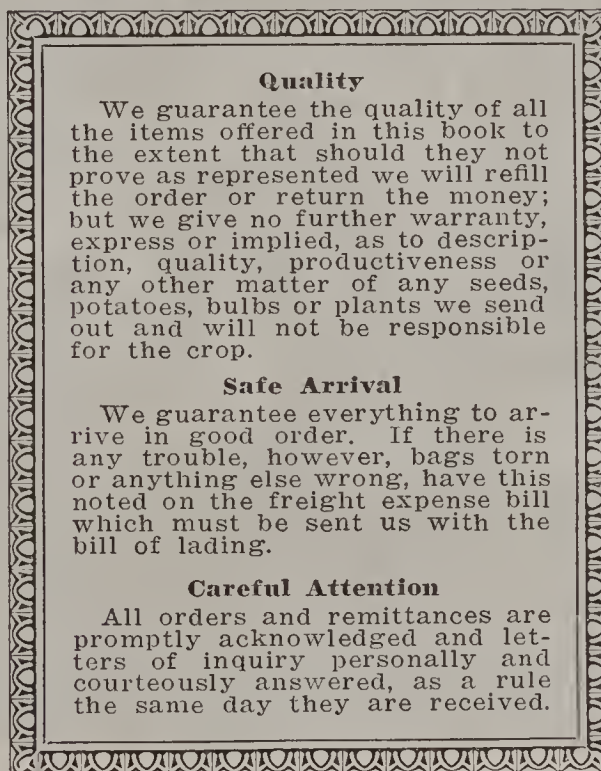 Quality
We guarantee the quality of all
the items offered in this book to
the extent that should they not
prove as represented we will refill
the order or return the money;
but we give no further warranty,
express or implied, as to descrip-
tion, quality, productiveness or
any other matter of any seeds,
potatoes, bulbs or plants we send
out and will not be responsible
for the crop.
Safe Arrival
We guarantee everything to ar-
rive in good order. If there is
any trouble, however, bags torn
or anything else wrong, have this
noted on the freight expense bill
which must be sent us with the
bill of lading.
Careful Attention
All orders and remittances are
promptly acknowledged and let-
ters of inquiry personally and
courteously answered, as a rule
the same day they are received.